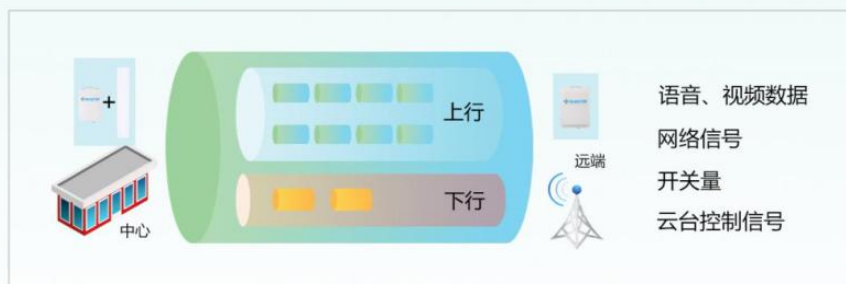 +
上行
下行
中心
远端
语音、视频数据
网络信号
开关量
云台控制信号